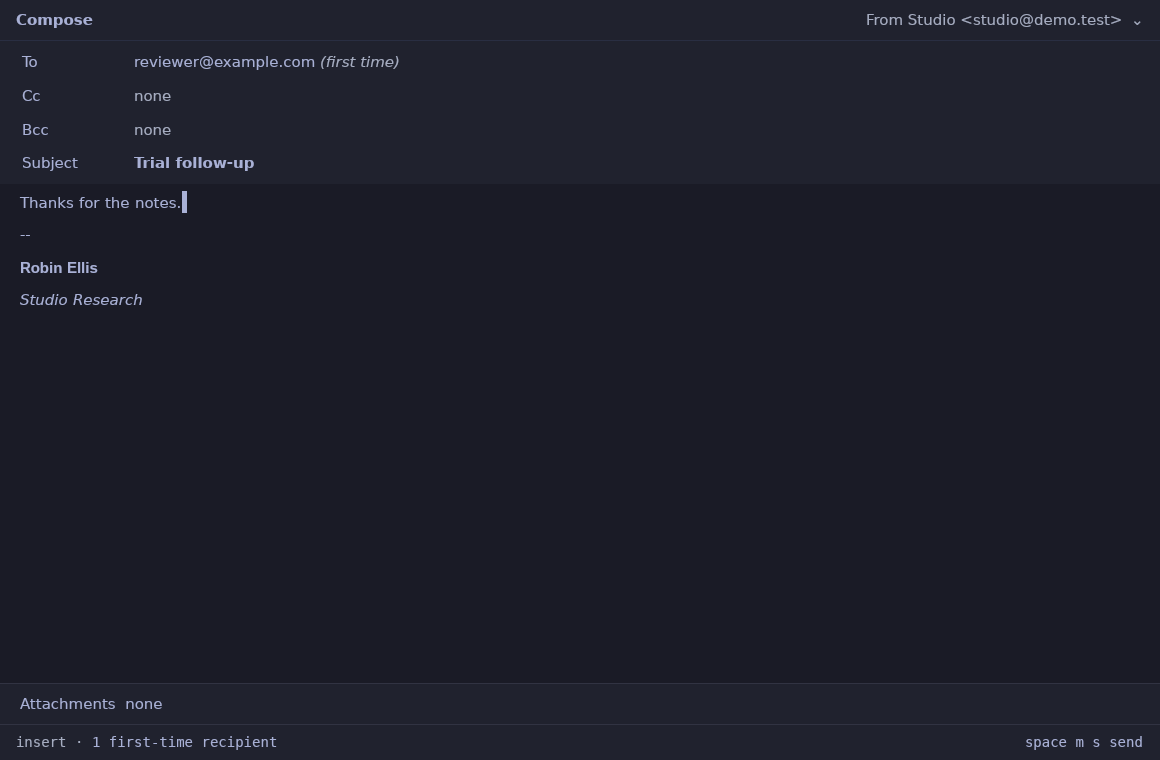 Compose From Studio <studio@demo.test> ⌄
To reviewer@example.com (first time)
Cc none
Bcc none
Subject Trial follow-up
Thanks for the notes.
--
Robin Ellis
Studio Research
Attachments none
insert · 1 first-time recipient space m s send